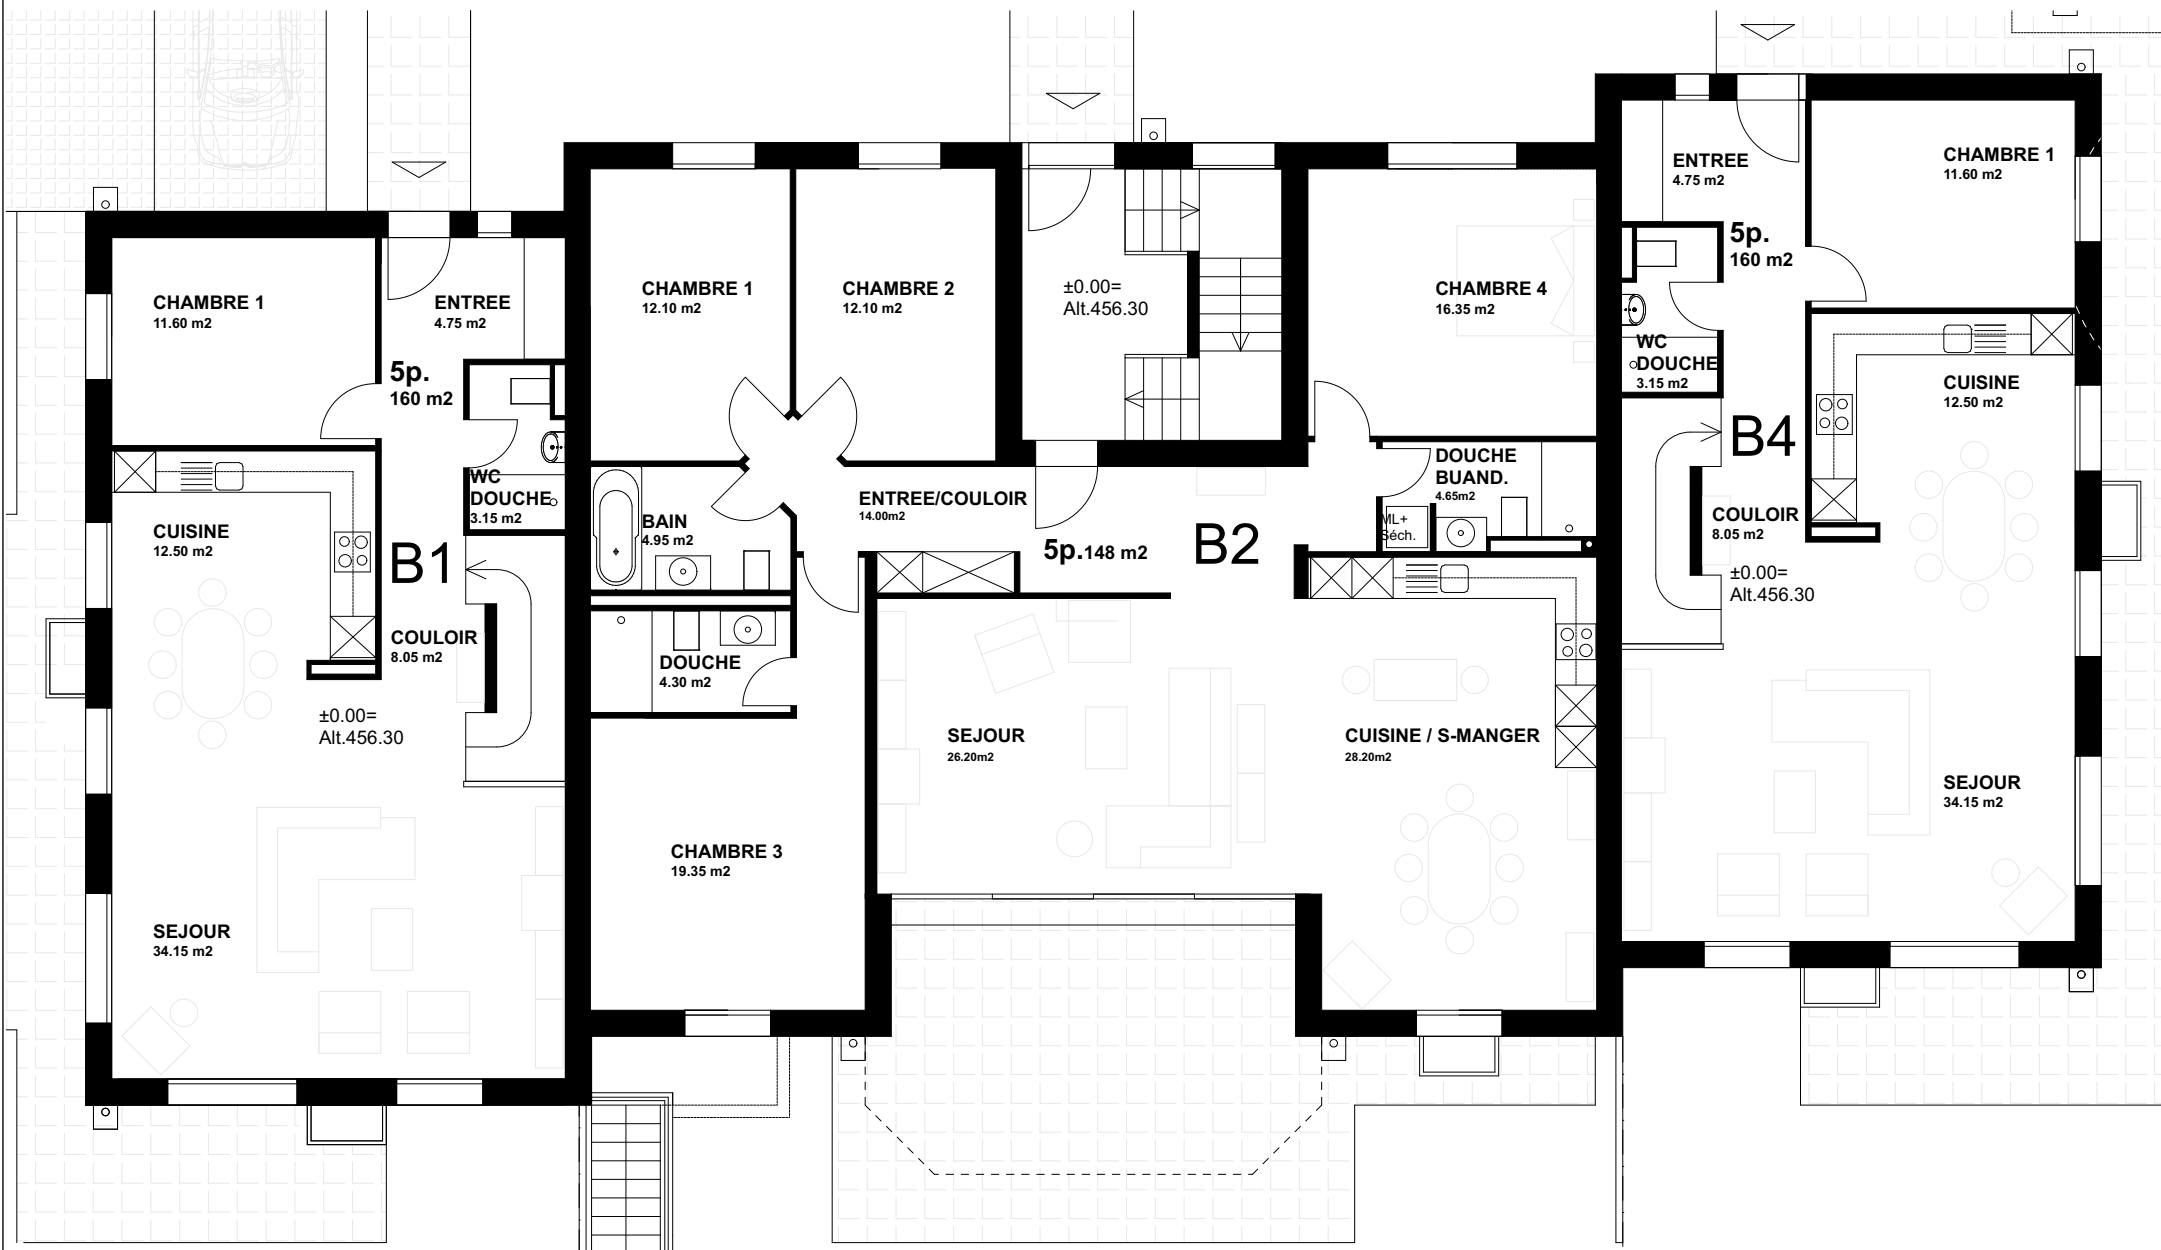 CHAMBRE 1
11.60 m2
ENTREE
4.75 m2
5p.
160 m2
WC
DOUCHE
3.15 m2
CUISINE
12.50 m2
B1
COULOIR
8.05 m2
±0.00=
Alt.456.30
SEJOUR
34.15 m2
CHAMBRE 1
12.10 m2
CHAMBRE 2
12.10 m2
±0.00=
Alt.456.30
CHAMBRE 4
16.35 m2
BAIN
4.95 m2
ENTREE/COULOIR
14.00m2
5p.148 m2
B2
DOUCHE
BUAND.
4.65m2
ML+
Séch.
DOUCHE
4.30 m2
CHAMBRE 3
19.35 m2
SEJOUR
26.20m2
CUISINE / S-MANGER
28.20m2
ENTREE
4.75 m2
CHAMBRE 1
11.60 m2
5p.
160 m2
WC
DOUCHE
3.15 m2
CUISINE
12.50 m2
B4
COULOIR
8.05 m2
±0.00=
Alt.456.30
SEJOUR
34.15 m2